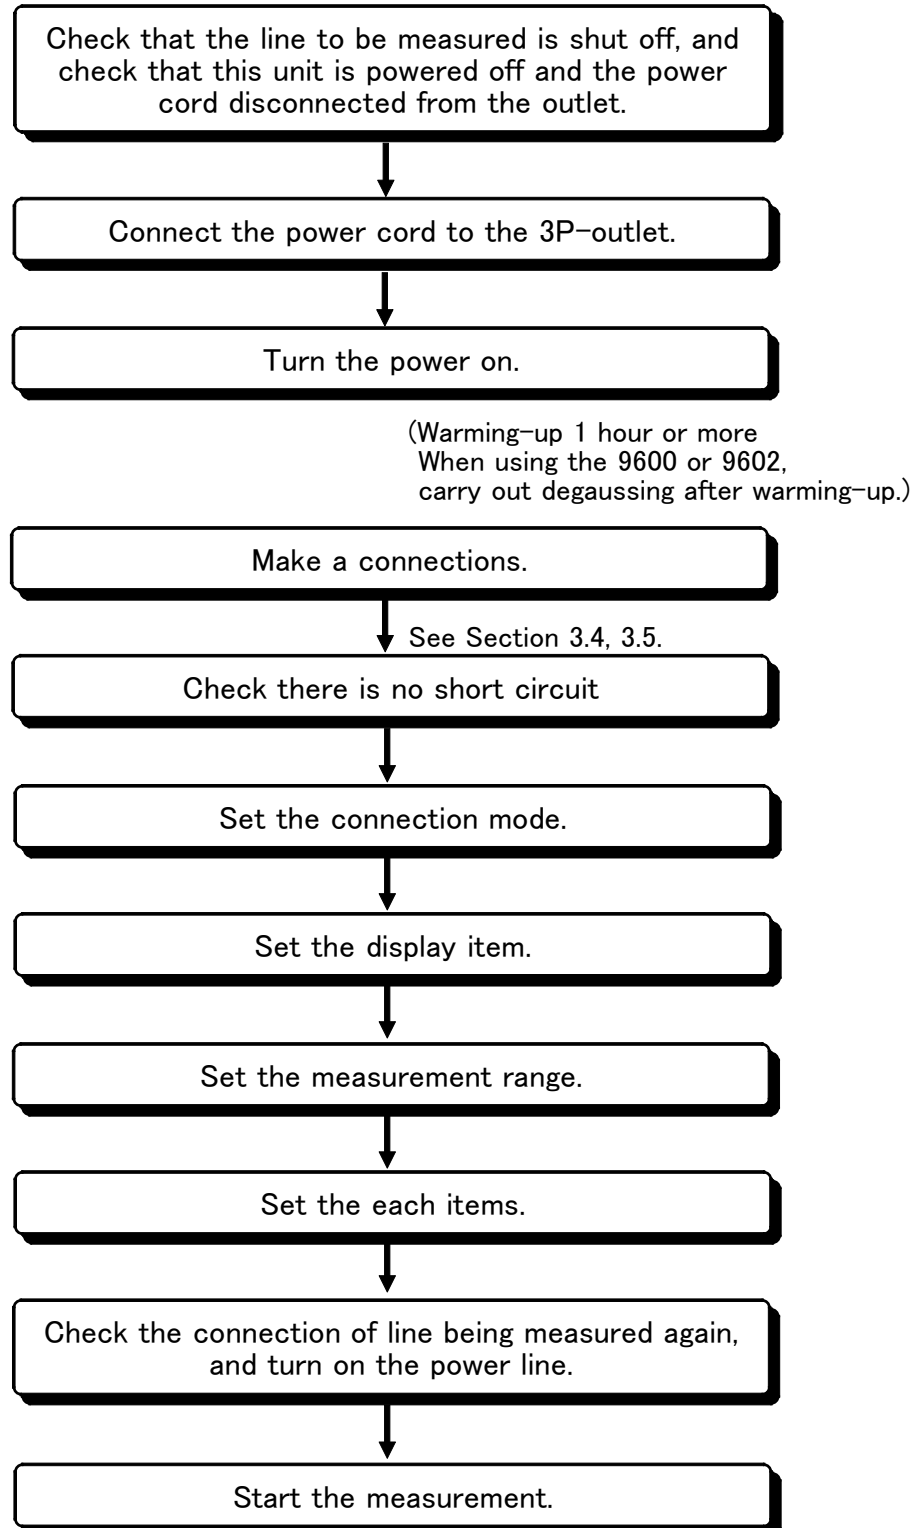 Check that the line to be measured is shut off, and
check that this unit is powered off and the power
cord disconnected from the outlet.
Connect the power cord to the 3P-outlet.
Turn the power on.
(Warming-up 1 hour or more
When using the 9600 or 9602,
carry out degaussing after warming-up.)
Make a connections.
See Section 3.4, 3.5.
Check there is no short circuit
Set the connection mode.
Set the display item.
Set the measurement range.
Set the each items.
Check the connection of line being measured again,
and turn on the power line.
Start the measurement.